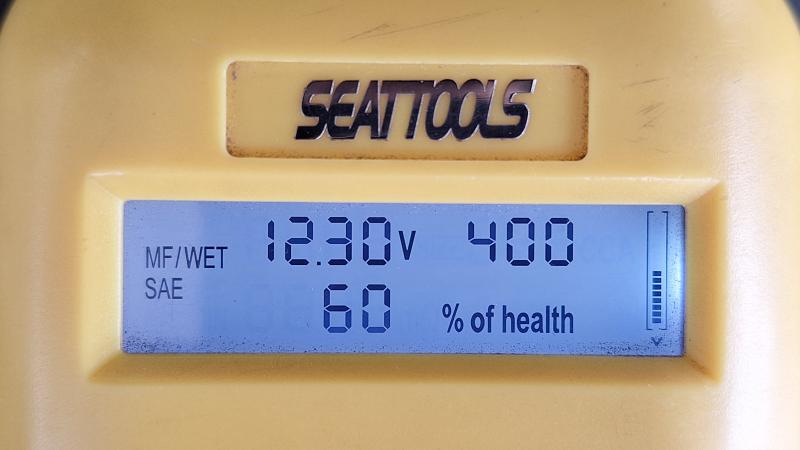 SEATTOOLS
MF/WET 12.30V 400
SAE 60 % of health